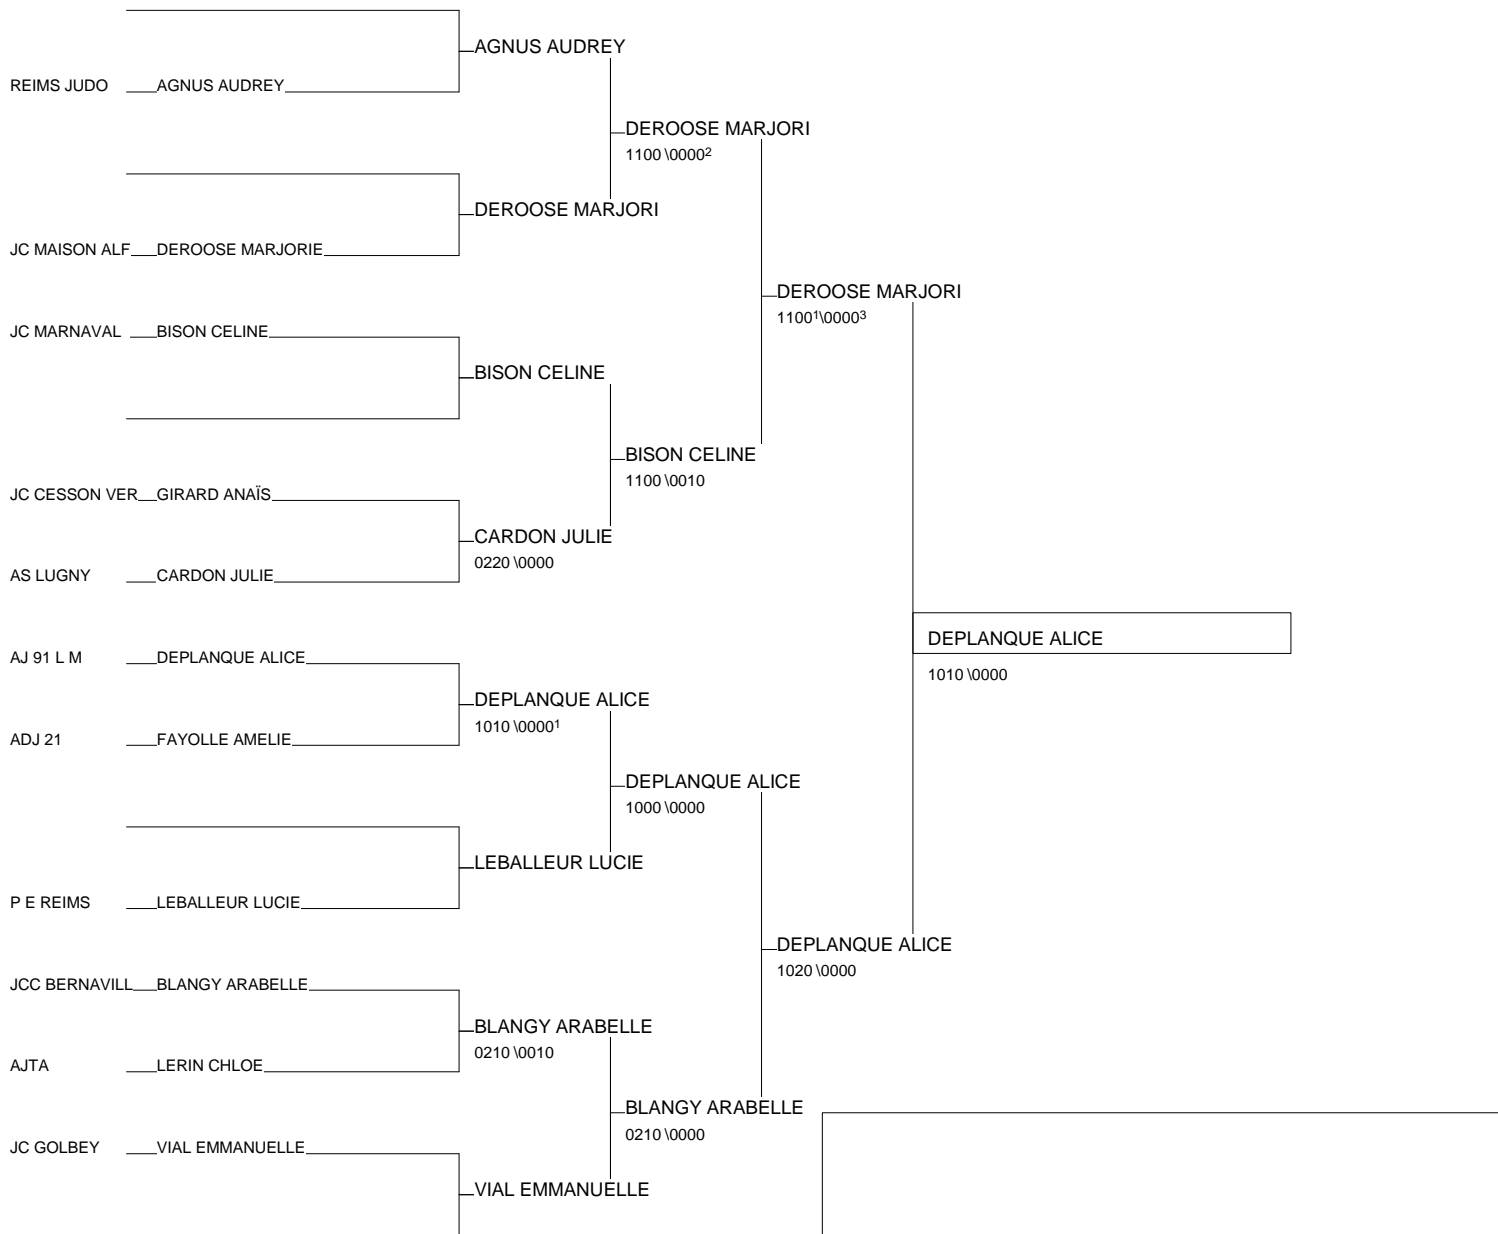 AGNUS AUDREY
REIMS JUDO AGNUS AUDREY
DEROOSE MARJORI
1100 \0000²
DEROOSE MARJORI
JC MAISON ALF DEROOSE MARJORIE
DEROOSE MARJORI
1100¹\0000³
JC MARNAVAL BISON CELINE
BISON CELINE
BISON CELINE
1100 \0010
JC CESSON VER GIRARD ANAÏS
CARDON JULIE
0220 \0000
AS LUGNY CARDON JULIE
DEPLANQUE ALICE
1010 \0000
AJ 91 L M DEPLANQUE ALICE
DEPLANQUE ALICE
1010 \0000¹
ADJ 21 FAYOLLE AMELIE
DEPLANQUE ALICE
1000 \0000
LEBALLEUR LUCIE
P E REIMS LEBALLEUR LUCIE
DEPLANQUE ALICE
1020 \0000
JCC BERNAVILL BLANGY ARABELLE
BLANGY ARABELLE
0210 \0010
AJTA LERIN CHLOE
BLANGY ARABELLE
0210 \0000
JC GOLBEY VIAL EMMANUELLE
VIAL EMMANUELLE